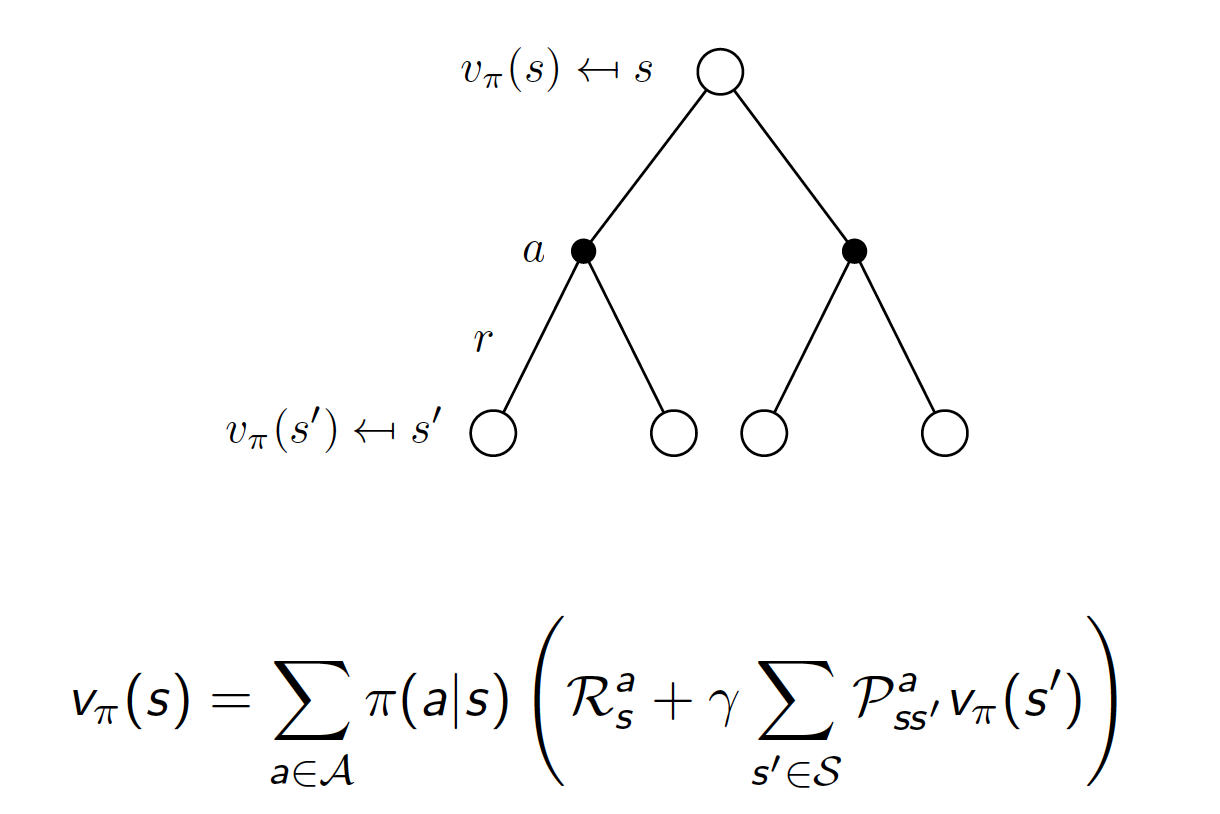 v_π(s) ↤ s
a
r
v_π(s′) ↤ s′
v_π(s) = ∑_{a∈𝒜} π(a|s) ( ℛ_s^a + γ ∑_{s′∈𝒮} 𝒫_{ss′}^a v_π(s′) )